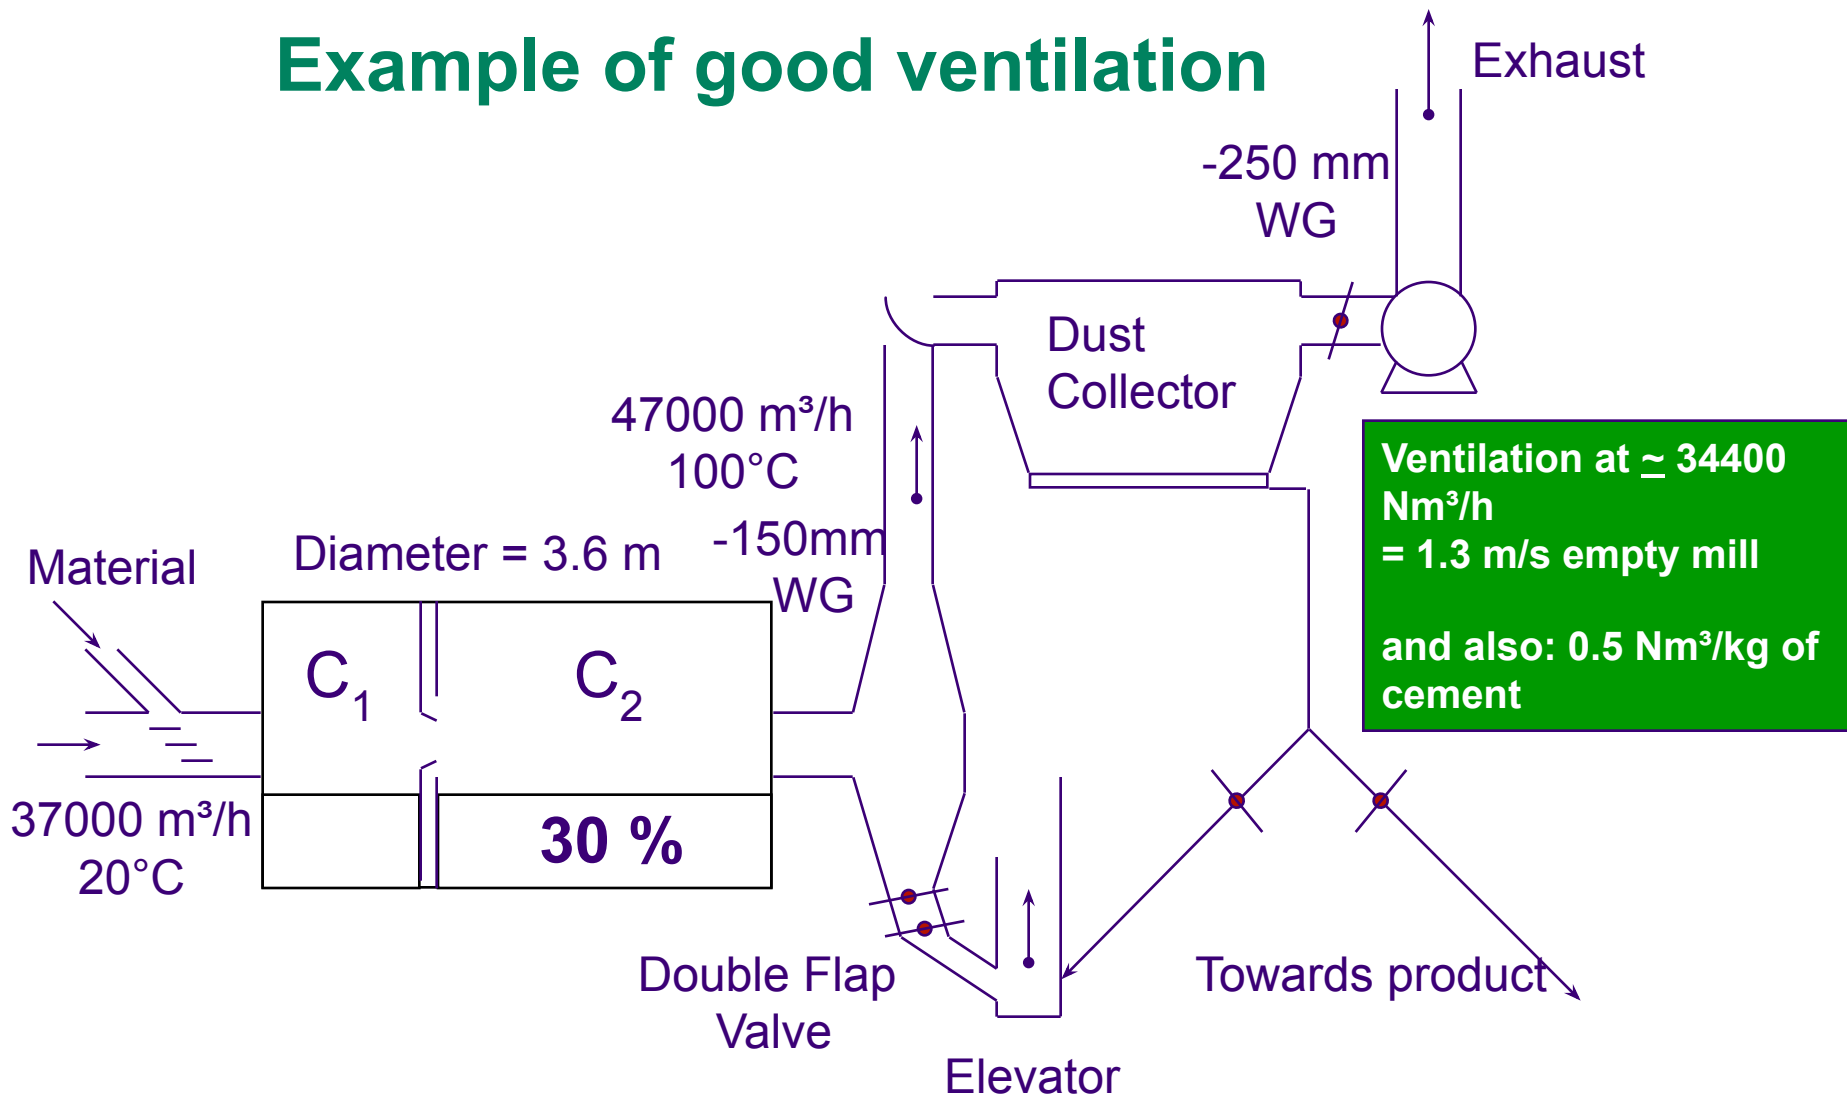 Example of good ventilation
Exhaust
-250 mm
WG
Dust
Collector
47000 m³/h
100°C
-150mm
WG
Ventilation at ~ 34400
Nm³/h
= 1.3 m/s empty mill
and also: 0.5 Nm³/kg of
cement
Material
Diameter = 3.6 m
C₁
C₂
37000 m³/h
20°C
30 %
Double Flap
Valve
Towards product
Elevator